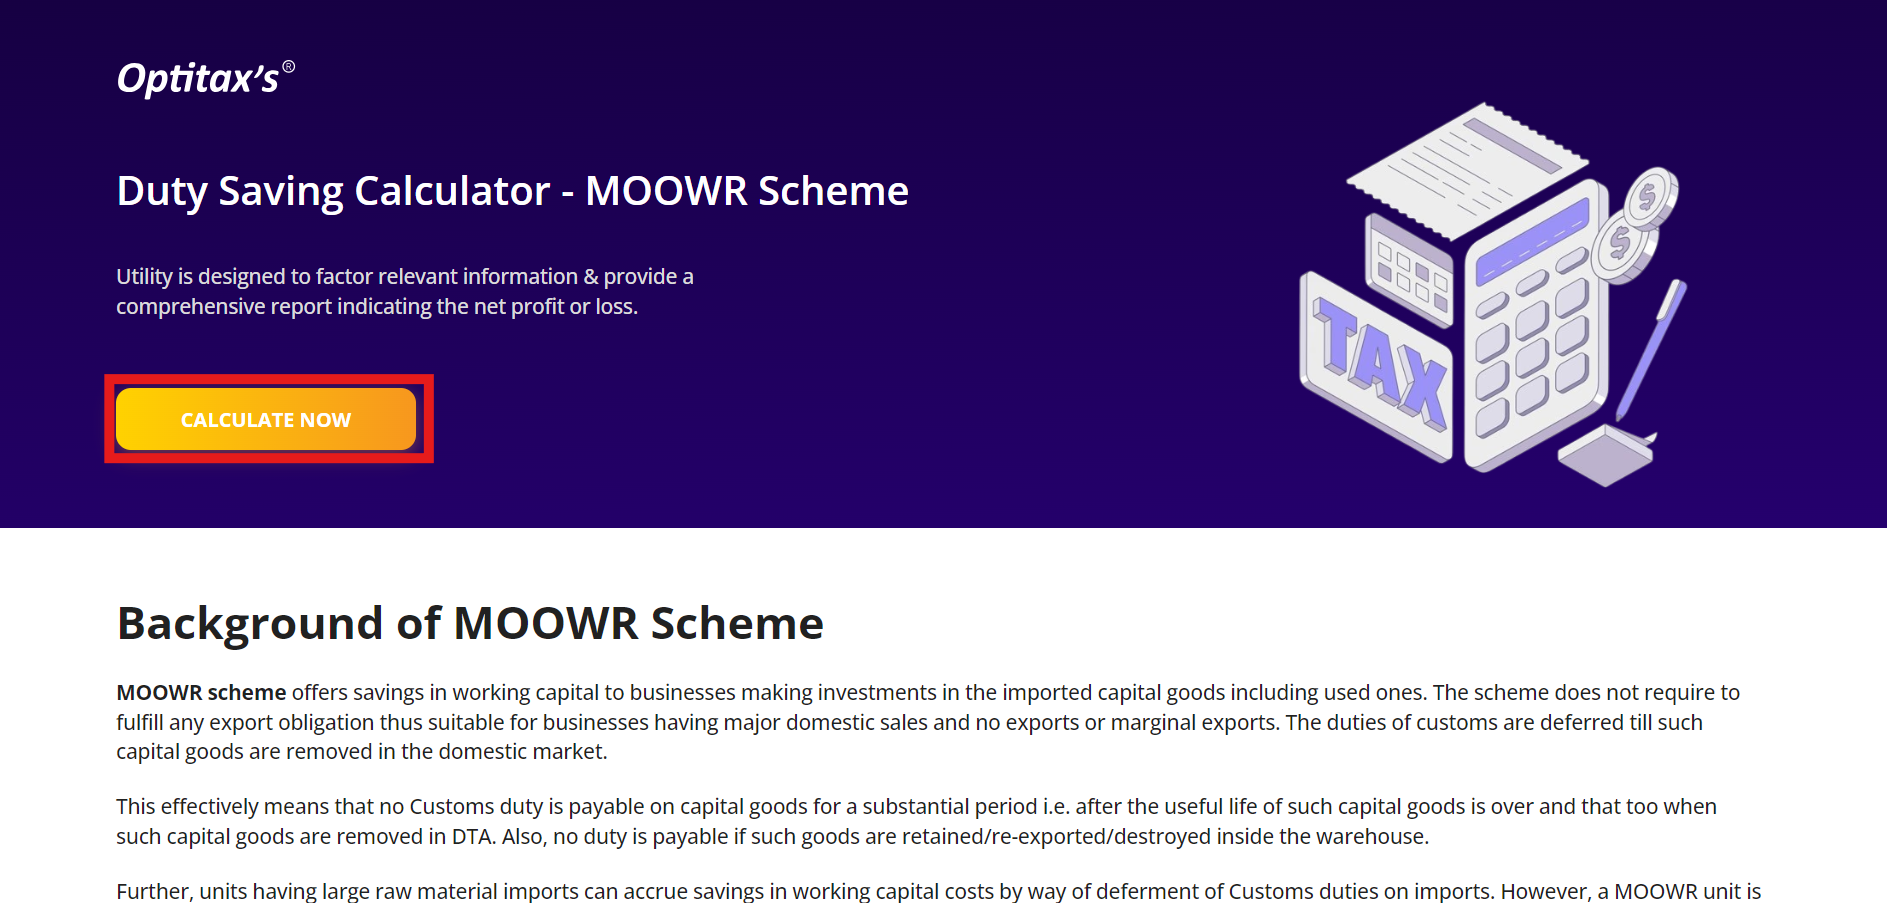 Optitax's®
Duty Saving Calculator - MOOWR Scheme
Utility is designed to factor relevant information & provide a
comprehensive report indicating the net profit or loss.
CALCULATE NOW
TAX
$
$
Background of MOOWR Scheme
MOOWR scheme offers savings in working capital to businesses making investments in the imported capital goods including used ones. The scheme does not require to
fulfill any export obligation thus suitable for businesses having major domestic sales and no exports or marginal exports. The duties of customs are deferred till such
capital goods are removed in the domestic market.
This effectively means that no Customs duty is payable on capital goods for a substantial period i.e. after the useful life of such capital goods is over and that too when
such capital goods are removed in DTA. Also, no duty is payable if such goods are retained/re-exported/destroyed inside the warehouse.
Further, units having large raw material imports can accrue savings in working capital costs by way of deferment of Customs duties on imports. However, a MOOWR unit is